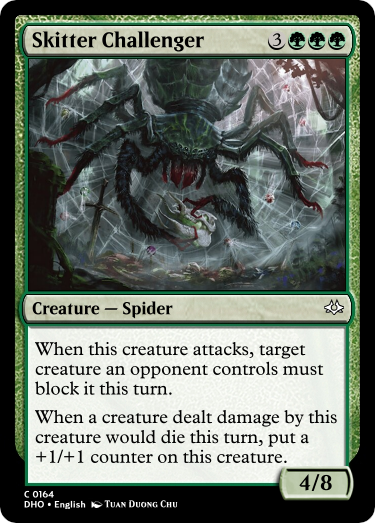 Skitter Challenger 3
Creature — Spider
When this creature attacks, target
creature an opponent controls must
block it this turn.
When a creature dealt damage by this
creature would die this turn, put a
+1/+1 counter on this creature.
4/8
C 0164
DHO • English Tuan Duong Chu